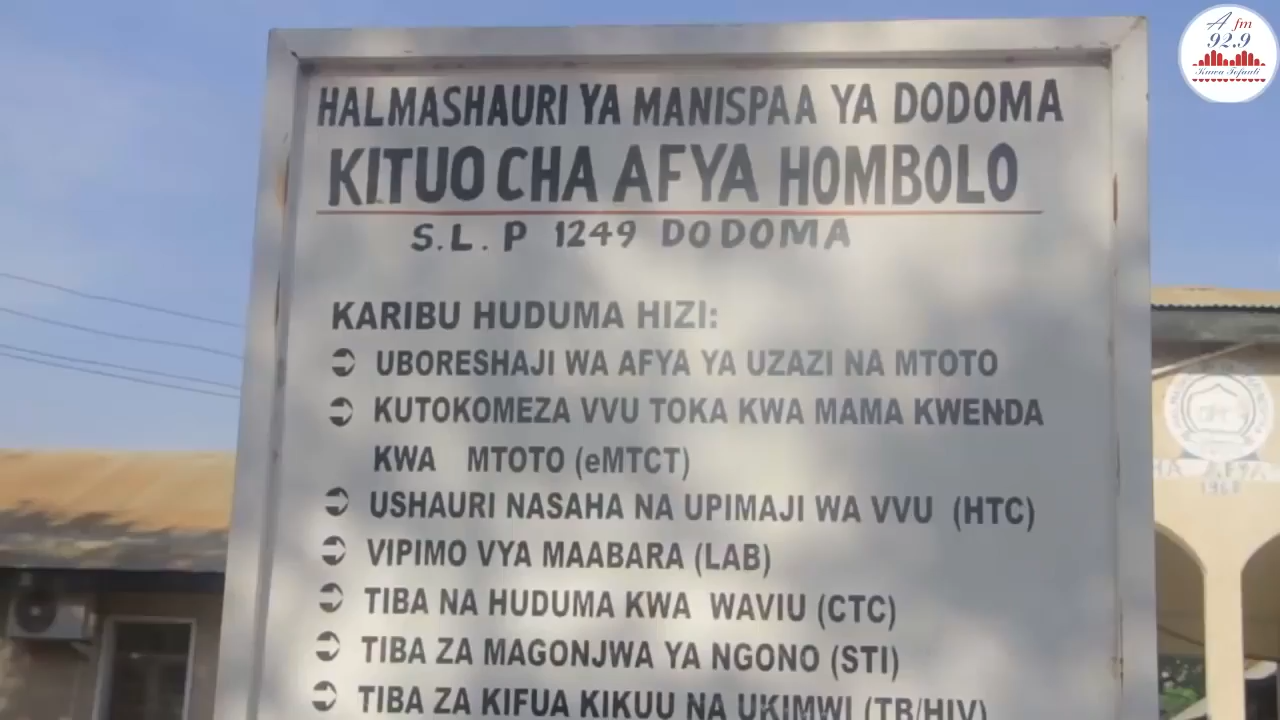 A fm
92.9
HALMASHAURI YA MANISPAA YA DODOMA
KITUO CHA AFYA HOMBOLO
S.L.P 1249 DODOMA
KARIBU HUDUMA HIZI:
UBORESHAJI WA AFYA YA UZAZI NA MTOTO
KUTOKOMEZA VVU TOKA KWA MAMA KWENDA
KWA MTOTO (eMTCT)
USHAURI NASAHA NA UPIMAJI WA VVU (HTC)
VIPIMO VYA MAABARA (LAB)
TIBA NA HUDUMA KWA WAVIU (CTC)
TIBA ZA MAGONJWA YA NGONO (STI)
TIBA ZA KIFUA KIKUU NA UKIMWI (TB/HIV)
AFYA